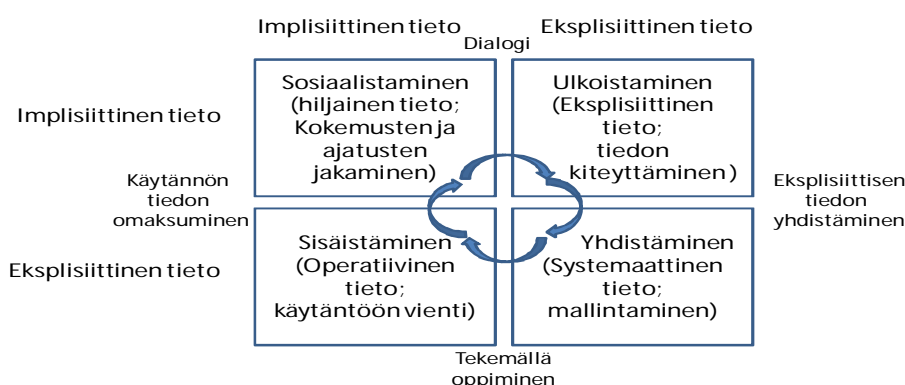 Implisiittinen tieto
Eksplisiittinen tieto
Dialogi
Implisiittinen tieto
Sosiaalistaminen
(hiljainen tieto;
Kokemusten ja
ajatusten
jakaminen)
Ulkoistaminen
(Eksplisiittinen
tieto;
tiedon
kiteyttäminen)
Käytännön
tiedon
omaksuminen
Eksplisiittisen
tiedon
yhdistäminen
Eksplisiittinen tieto
Sisäistäminen
(Operatiivinen
tieto;
käytäntöön vienti)
Yhdistäminen
(Systemaattinen
tieto;
mallintaminen)
Tekemällä
oppiminen